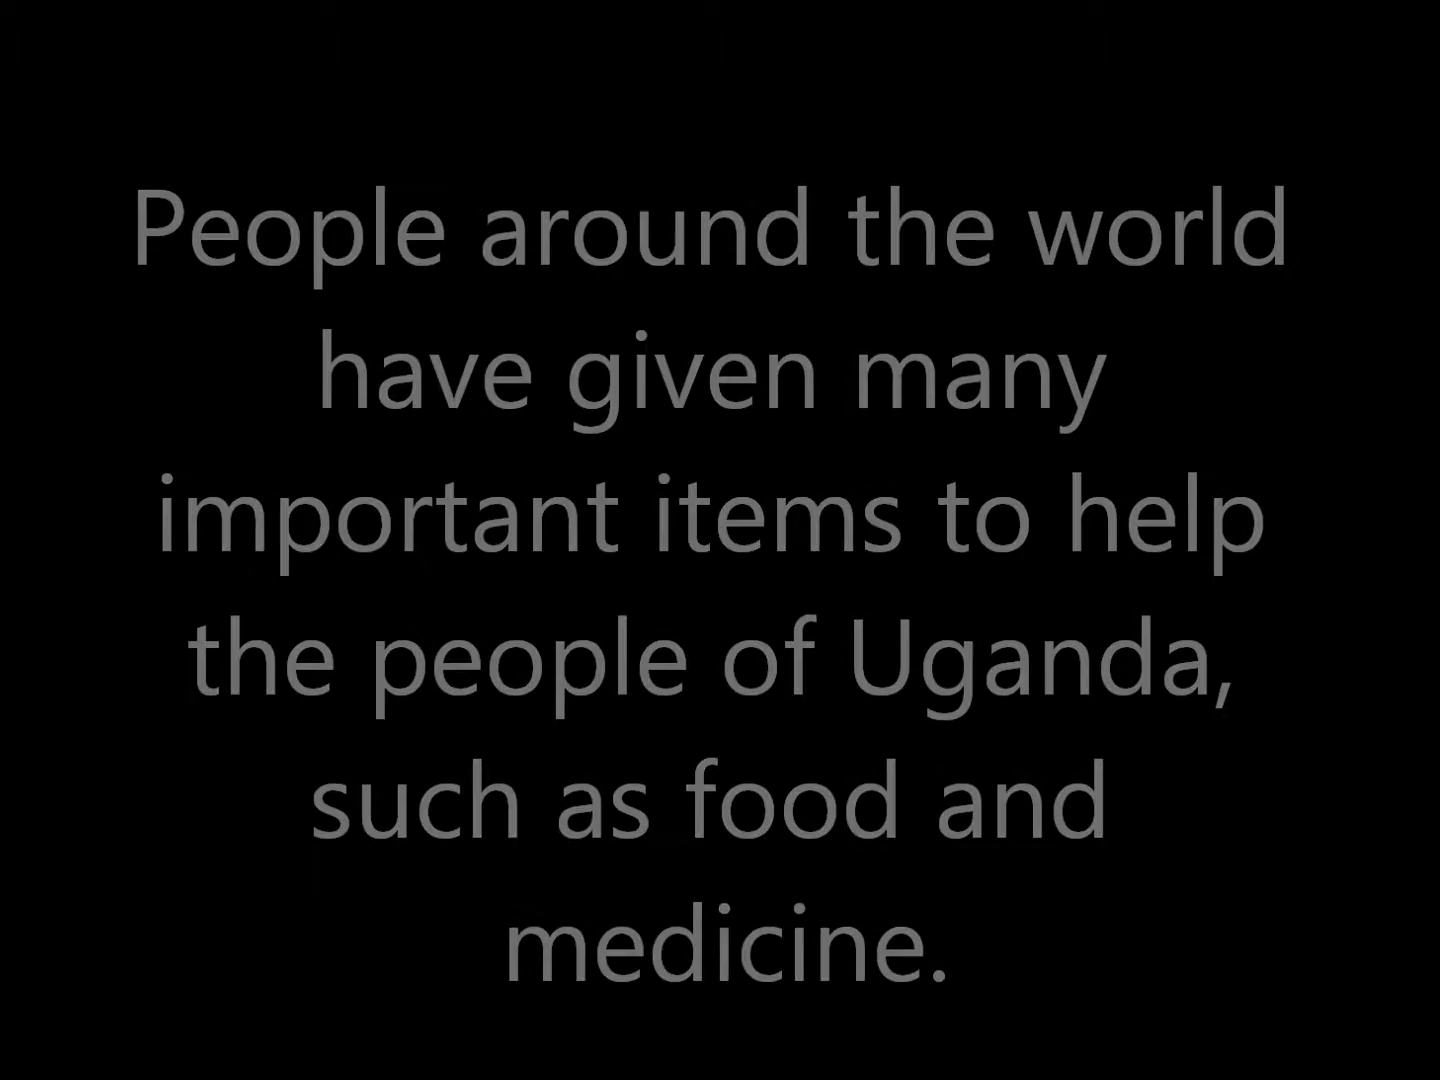 People around the world
have given many
important items to help
the people of Uganda,
such as food and
medicine.